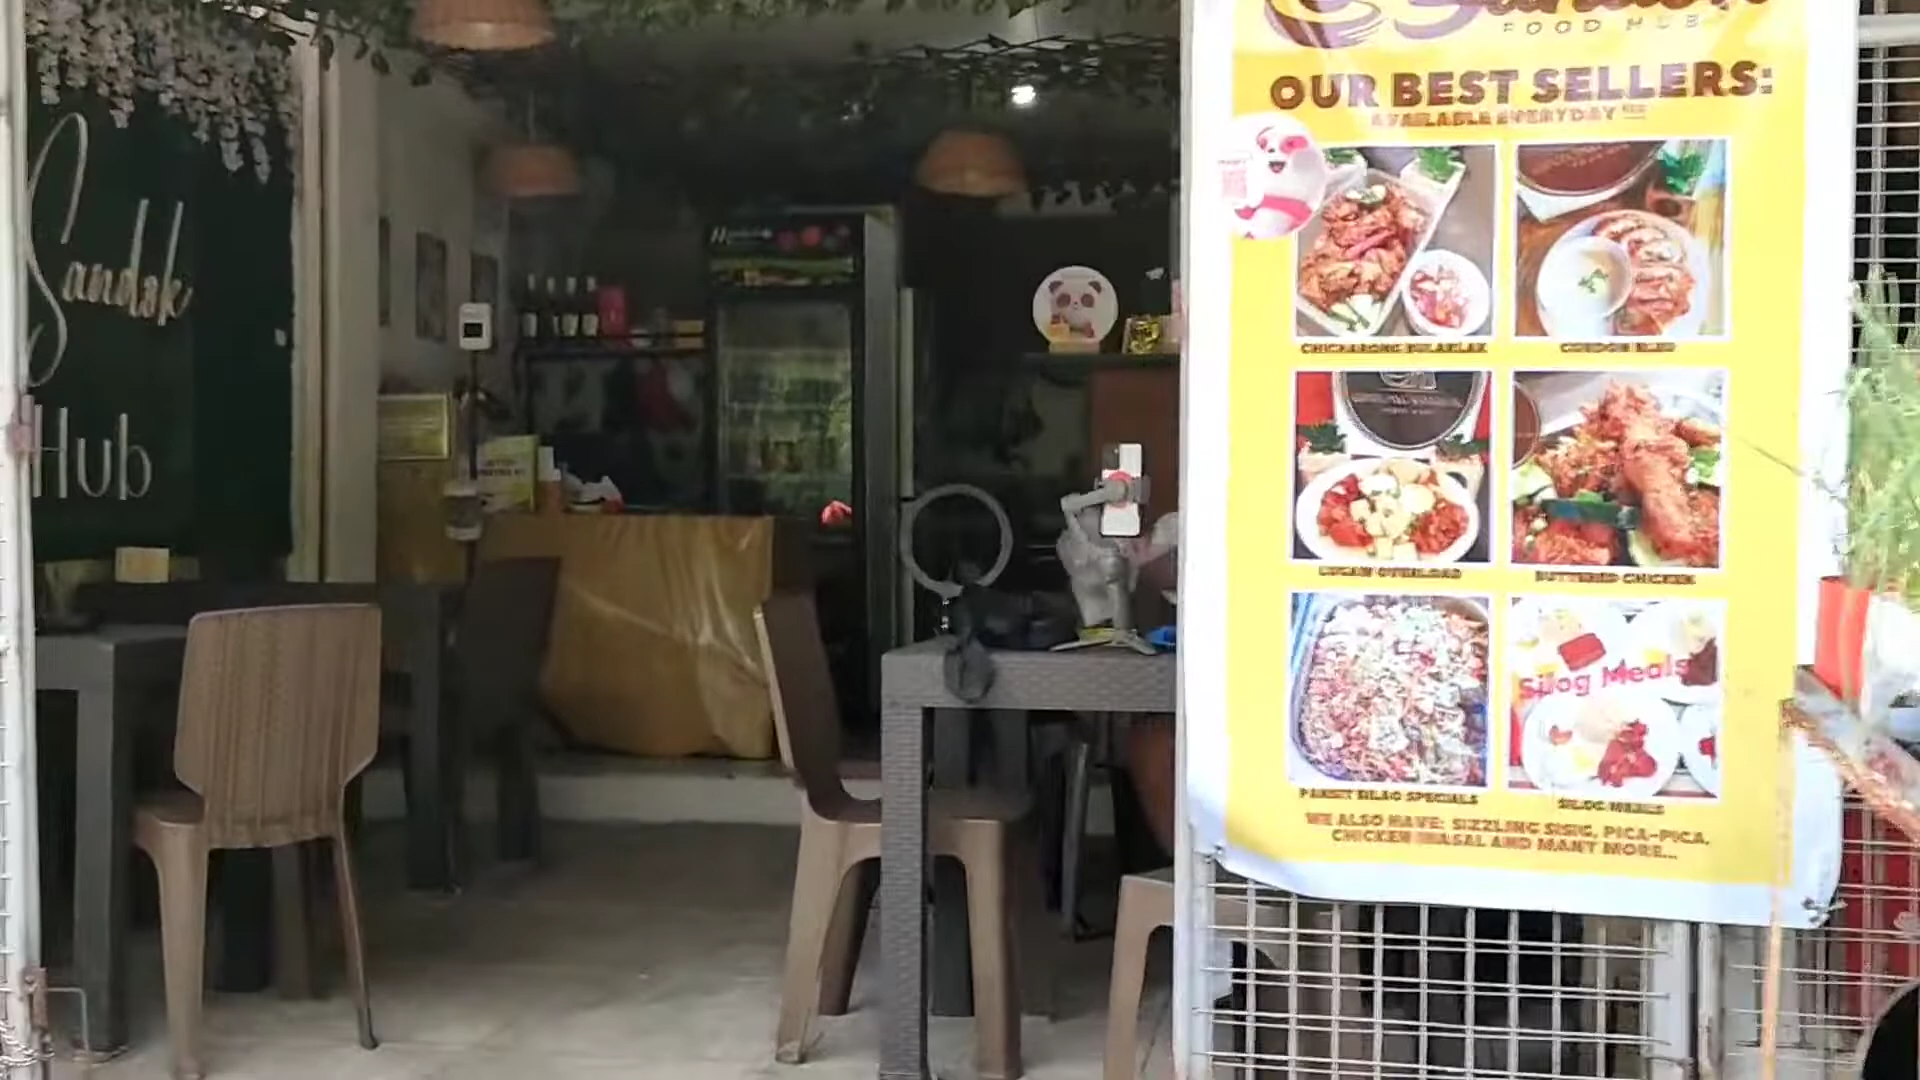 Sandok
Hub
FOOD HUB
OUR BEST SELLERS:
AVAILABLE EVERYDAY
CHICHARONG BULAKLAK
CORDON BLEU
BUTTERED CHICKEN
Silog Meals
PANSIT BILAO SPECIALS
SILOG MEALS
WE ALSO HAVE: SIZZLING SISIG, PICA-PICA,
CHICKEN INASAL AND MANY MORE...